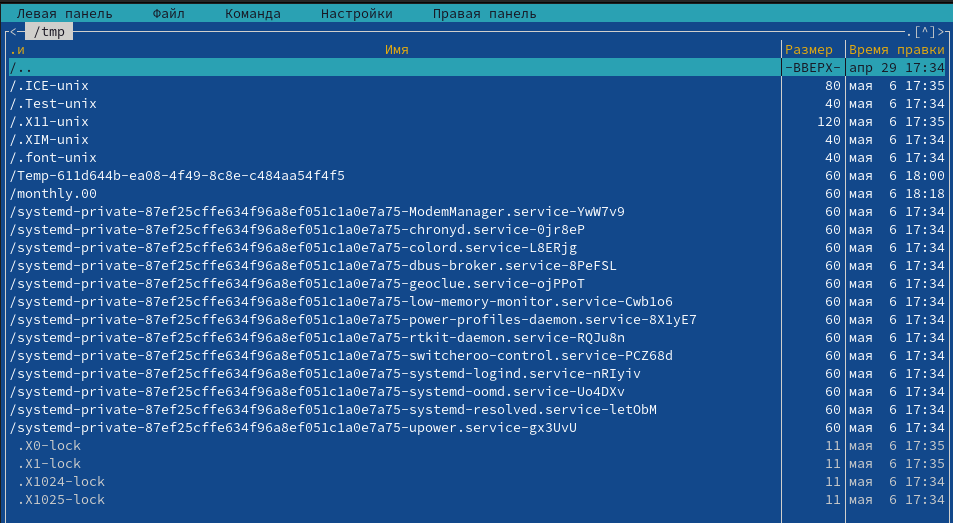 Левая панель Файл Команда Настройки Правая панель
<─ /tmp .[^]>
.и Имя Размер Время правки
/.. -ВВЕРХ- апр 29 17:34
/.ICE-unix 80 мая 6 17:35
/.Test-unix 40 мая 6 17:34
/.X11-unix 120 мая 6 17:35
/.XIM-unix 40 мая 6 17:34
/.font-unix 40 мая 6 17:34
/Temp-611d644b-ea08-4f49-8c8e-c484aa54f4f5 60 мая 6 18:00
/monthly.00 60 мая 6 18:18
/systemd-private-87ef25cffe634f96a8ef051c1a0e7a75-ModemManager.service-YwW7v9 60 мая 6 17:34
/systemd-private-87ef25cffe634f96a8ef051c1a0e7a75-chronyd.service-0jr8eP 60 мая 6 17:34
/systemd-private-87ef25cffe634f96a8ef051c1a0e7a75-colord.service-L8ERjg 60 мая 6 17:34
/systemd-private-87ef25cffe634f96a8ef051c1a0e7a75-dbus-broker.service-8PeFSL 60 мая 6 17:34
/systemd-private-87ef25cffe634f96a8ef051c1a0e7a75-geoclue.service-ojPPoT 60 мая 6 17:34
/systemd-private-87ef25cffe634f96a8ef051c1a0e7a75-low-memory-monitor.service-Cwb1o6 60 мая 6 17:34
/systemd-private-87ef25cffe634f96a8ef051c1a0e7a75-power-profiles-daemon.service-8X1yE7 60 мая 6 17:34
/systemd-private-87ef25cffe634f96a8ef051c1a0e7a75-rtkit-daemon.service-RQJu8n 60 мая 6 17:34
/systemd-private-87ef25cffe634f96a8ef051c1a0e7a75-switcheroo-control.service-PCZ68d 60 мая 6 17:34
/systemd-private-87ef25cffe634f96a8ef051c1a0e7a75-systemd-logind.service-nRIyiv 60 мая 6 17:34
/systemd-private-87ef25cffe634f96a8ef051c1a0e7a75-systemd-oomd.service-Uo4DXv 60 мая 6 17:34
/systemd-private-87ef25cffe634f96a8ef051c1a0e7a75-systemd-resolved.service-letObM 60 мая 6 17:34
/systemd-private-87ef25cffe634f96a8ef051c1a0e7a75-upower.service-gx3UvU 60 мая 6 17:34
.X0-lock 11 мая 6 17:35
.X1-lock 11 мая 6 17:35
.X1024-lock 11 мая 6 17:34
.X1025-lock 11 мая 6 17:34